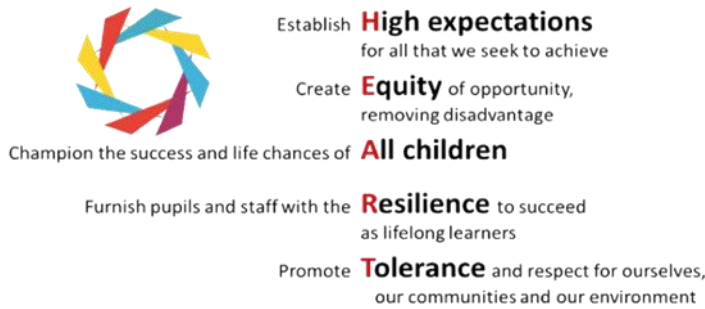 Establish High expectations
for all that we seek to achieve
Create Equity of opportunity,
removing disadvantage
Champion the success and life chances of All children
Furnish pupils and staff with the Resilience to succeed
as lifelong learners
Promote Tolerance and respect for ourselves,
our communities and our environment